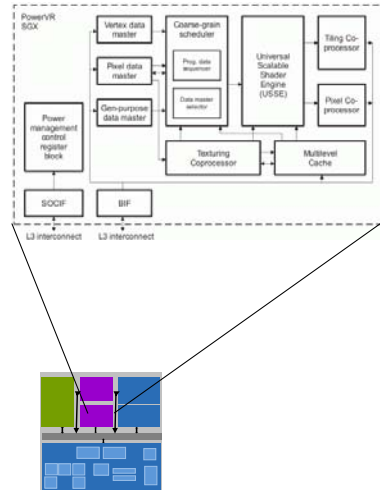 PowerVR
SGX
Vertex data
master
Pixel data
master
Gen-purpose
data master
Coarse-grain
scheduler
Prog. data
sequencer
Data master
selector
Universal
Scalable
Shader
Engine
(USSE)
Tiling Co-
processor
Pixel Co-
processor
Power
management
control
register
block
Texturing
Coprocessor
Multilevel
Cache
SOCIF
BIF
L3 interconnect
L3 interconnect